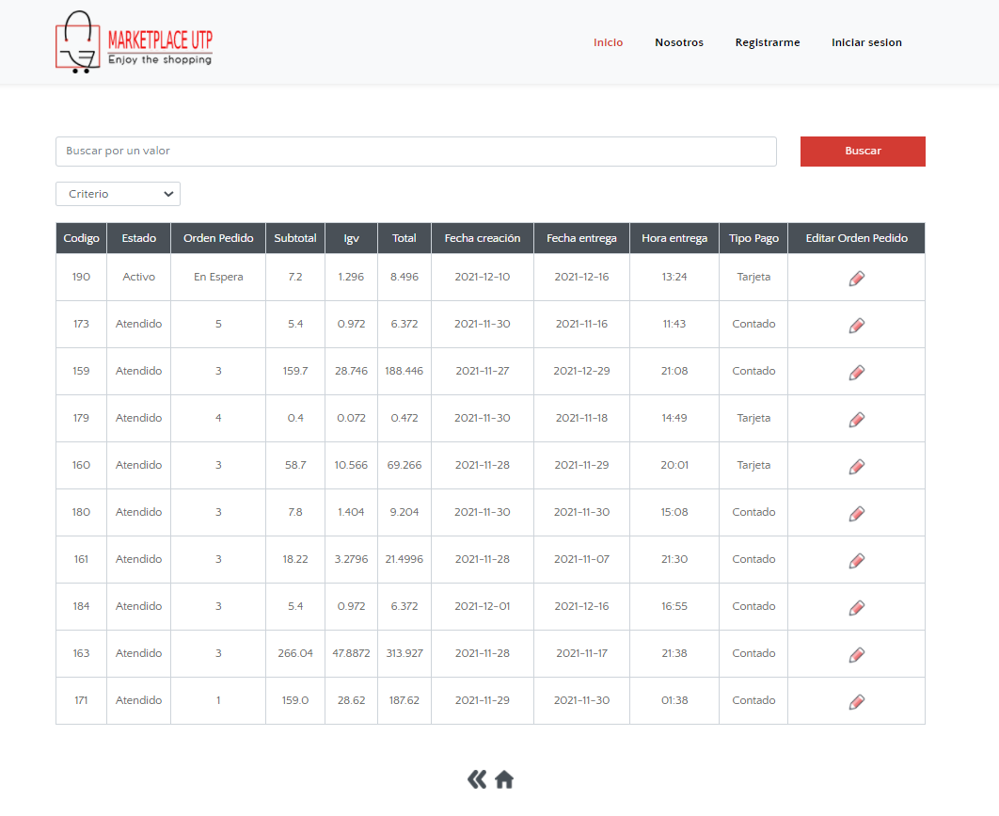 MARKETPLACE UTP
Enjoy the shopping
Inicio Nosotros Registrarme Iniciar sesion
Buscar por un valor Buscar
Criterio
Codigo Estado Orden Pedido Subtotal Igv Total Fecha creación Fecha entrega Hora entrega Tipo Pago Editar Orden Pedido
190 Activo En Espera 7.2 1.296 8.496 2021-12-10 2021-12-16 13:24 Tarjeta
173 Atendido 5 5.4 0.972 6.372 2021-11-30 2021-11-16 11:43 Contado
159 Atendido 3 159.7 28.746 188.446 2021-11-27 2021-12-29 21:08 Contado
179 Atendido 4 0.4 0.072 0.472 2021-11-30 2021-11-18 14:49 Tarjeta
160 Atendido 3 58.7 10.566 69.266 2021-11-28 2021-11-29 20:01 Tarjeta
180 Atendido 3 7.8 1.404 9.204 2021-11-30 2021-11-30 15:08 Contado
161 Atendido 3 18.22 3.2796 21.4996 2021-11-28 2021-11-07 21:30 Contado
184 Atendido 3 5.4 0.972 6.372 2021-12-01 2021-12-16 16:55 Contado
163 Atendido 3 266.04 47.8872 313.927 2021-11-28 2021-11-17 21:38 Contado
171 Atendido 1 159.0 28.62 187.62 2021-11-29 2021-11-30 01:38 Contado